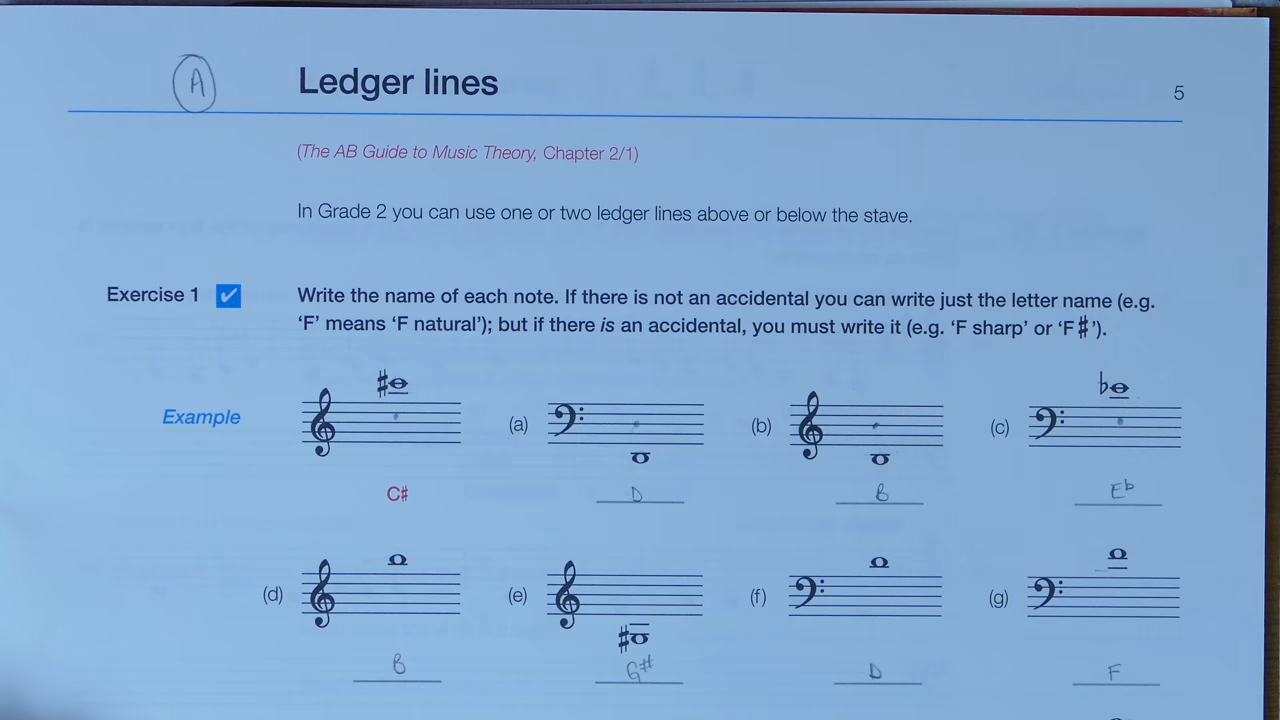 A Ledger lines 5
(The AB Guide to Music Theory, Chapter 2/1)
In Grade 2 you can use one or two ledger lines above or below the stave.
Exercise 1 ✔ Write the name of each note. If there is not an accidental you can write just the letter name (e.g.
‘F’ means ‘F natural’); but if there is an accidental, you must write it (e.g. ‘F sharp’ or ‘F♯’).
Example (a) (b) (c)
C♯ D B E♭
(d) (e) (f) (g)
B G♯ D F